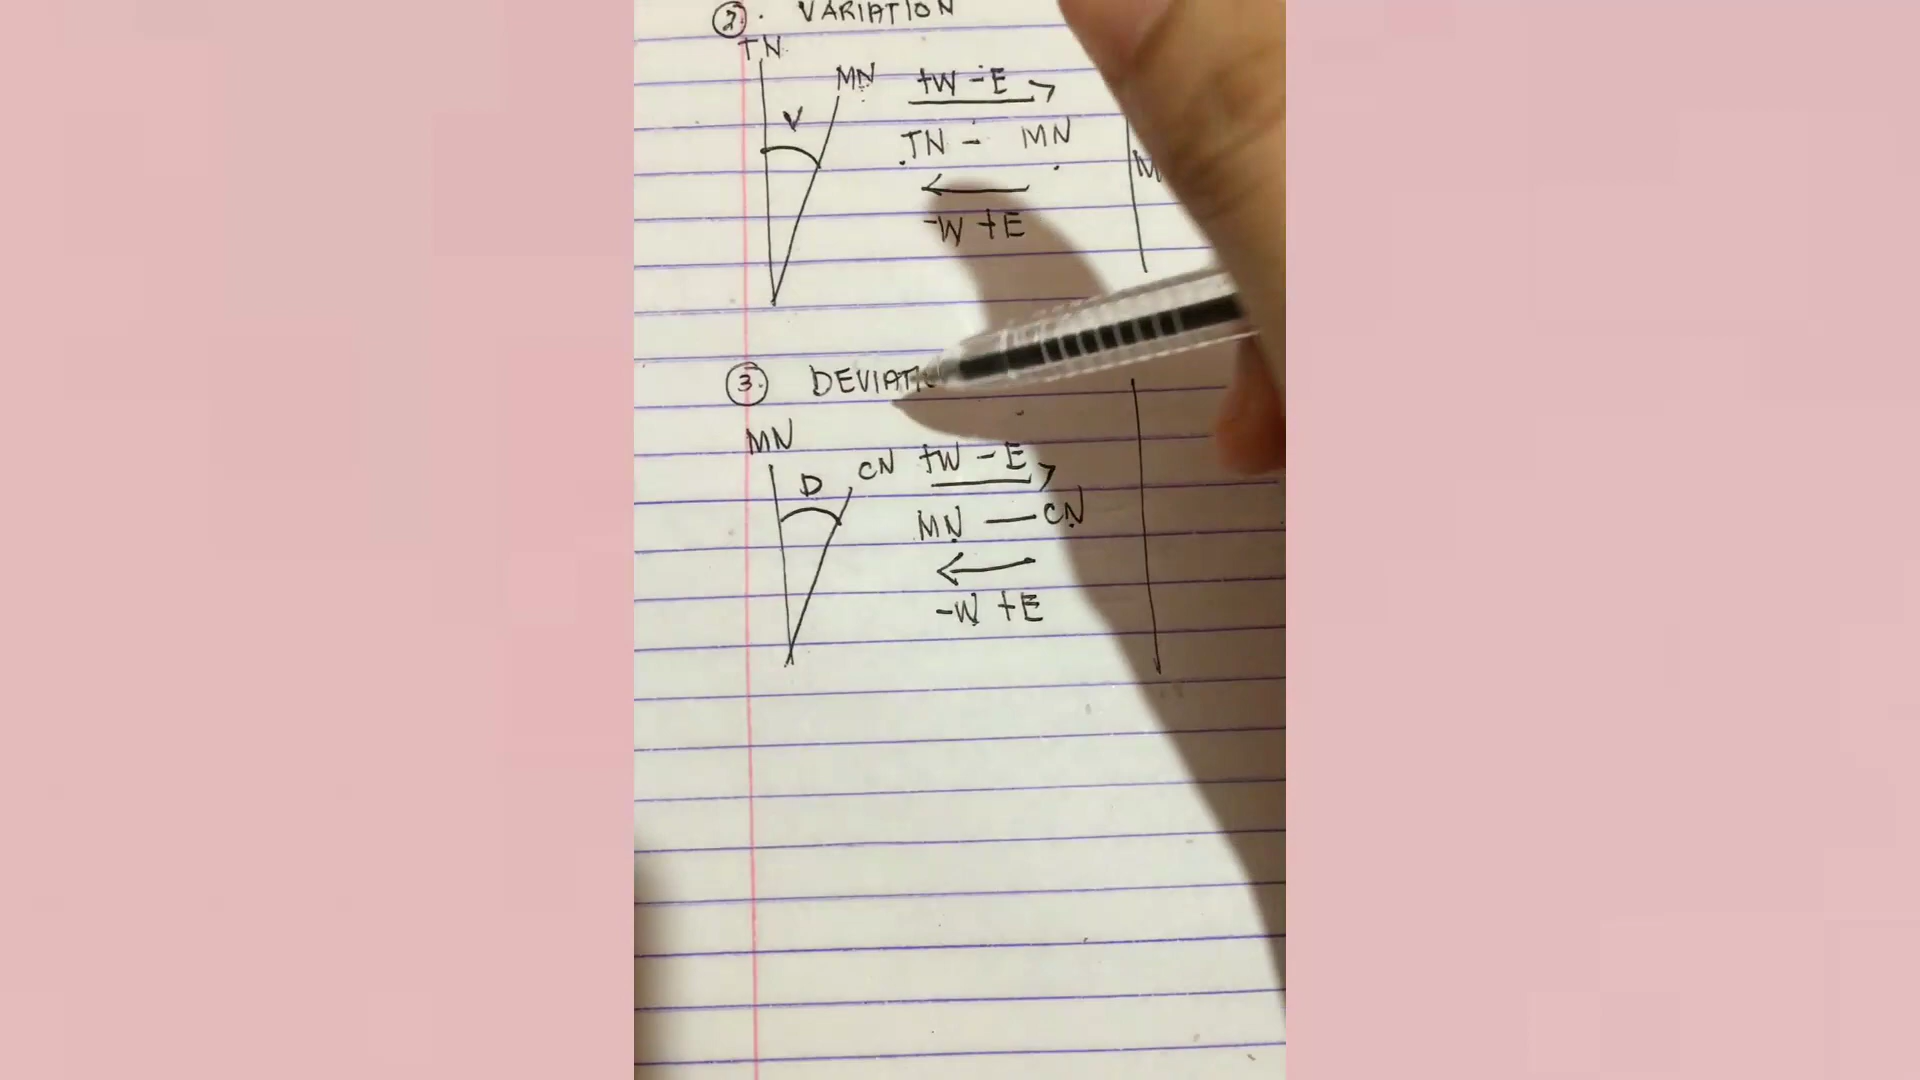 2. VARIATION
TN
MN
V
+W -E
TN - MN
-W +E
M
3. DEVIATI
MN
CN
D
+W -E
MN — CN
-W +E